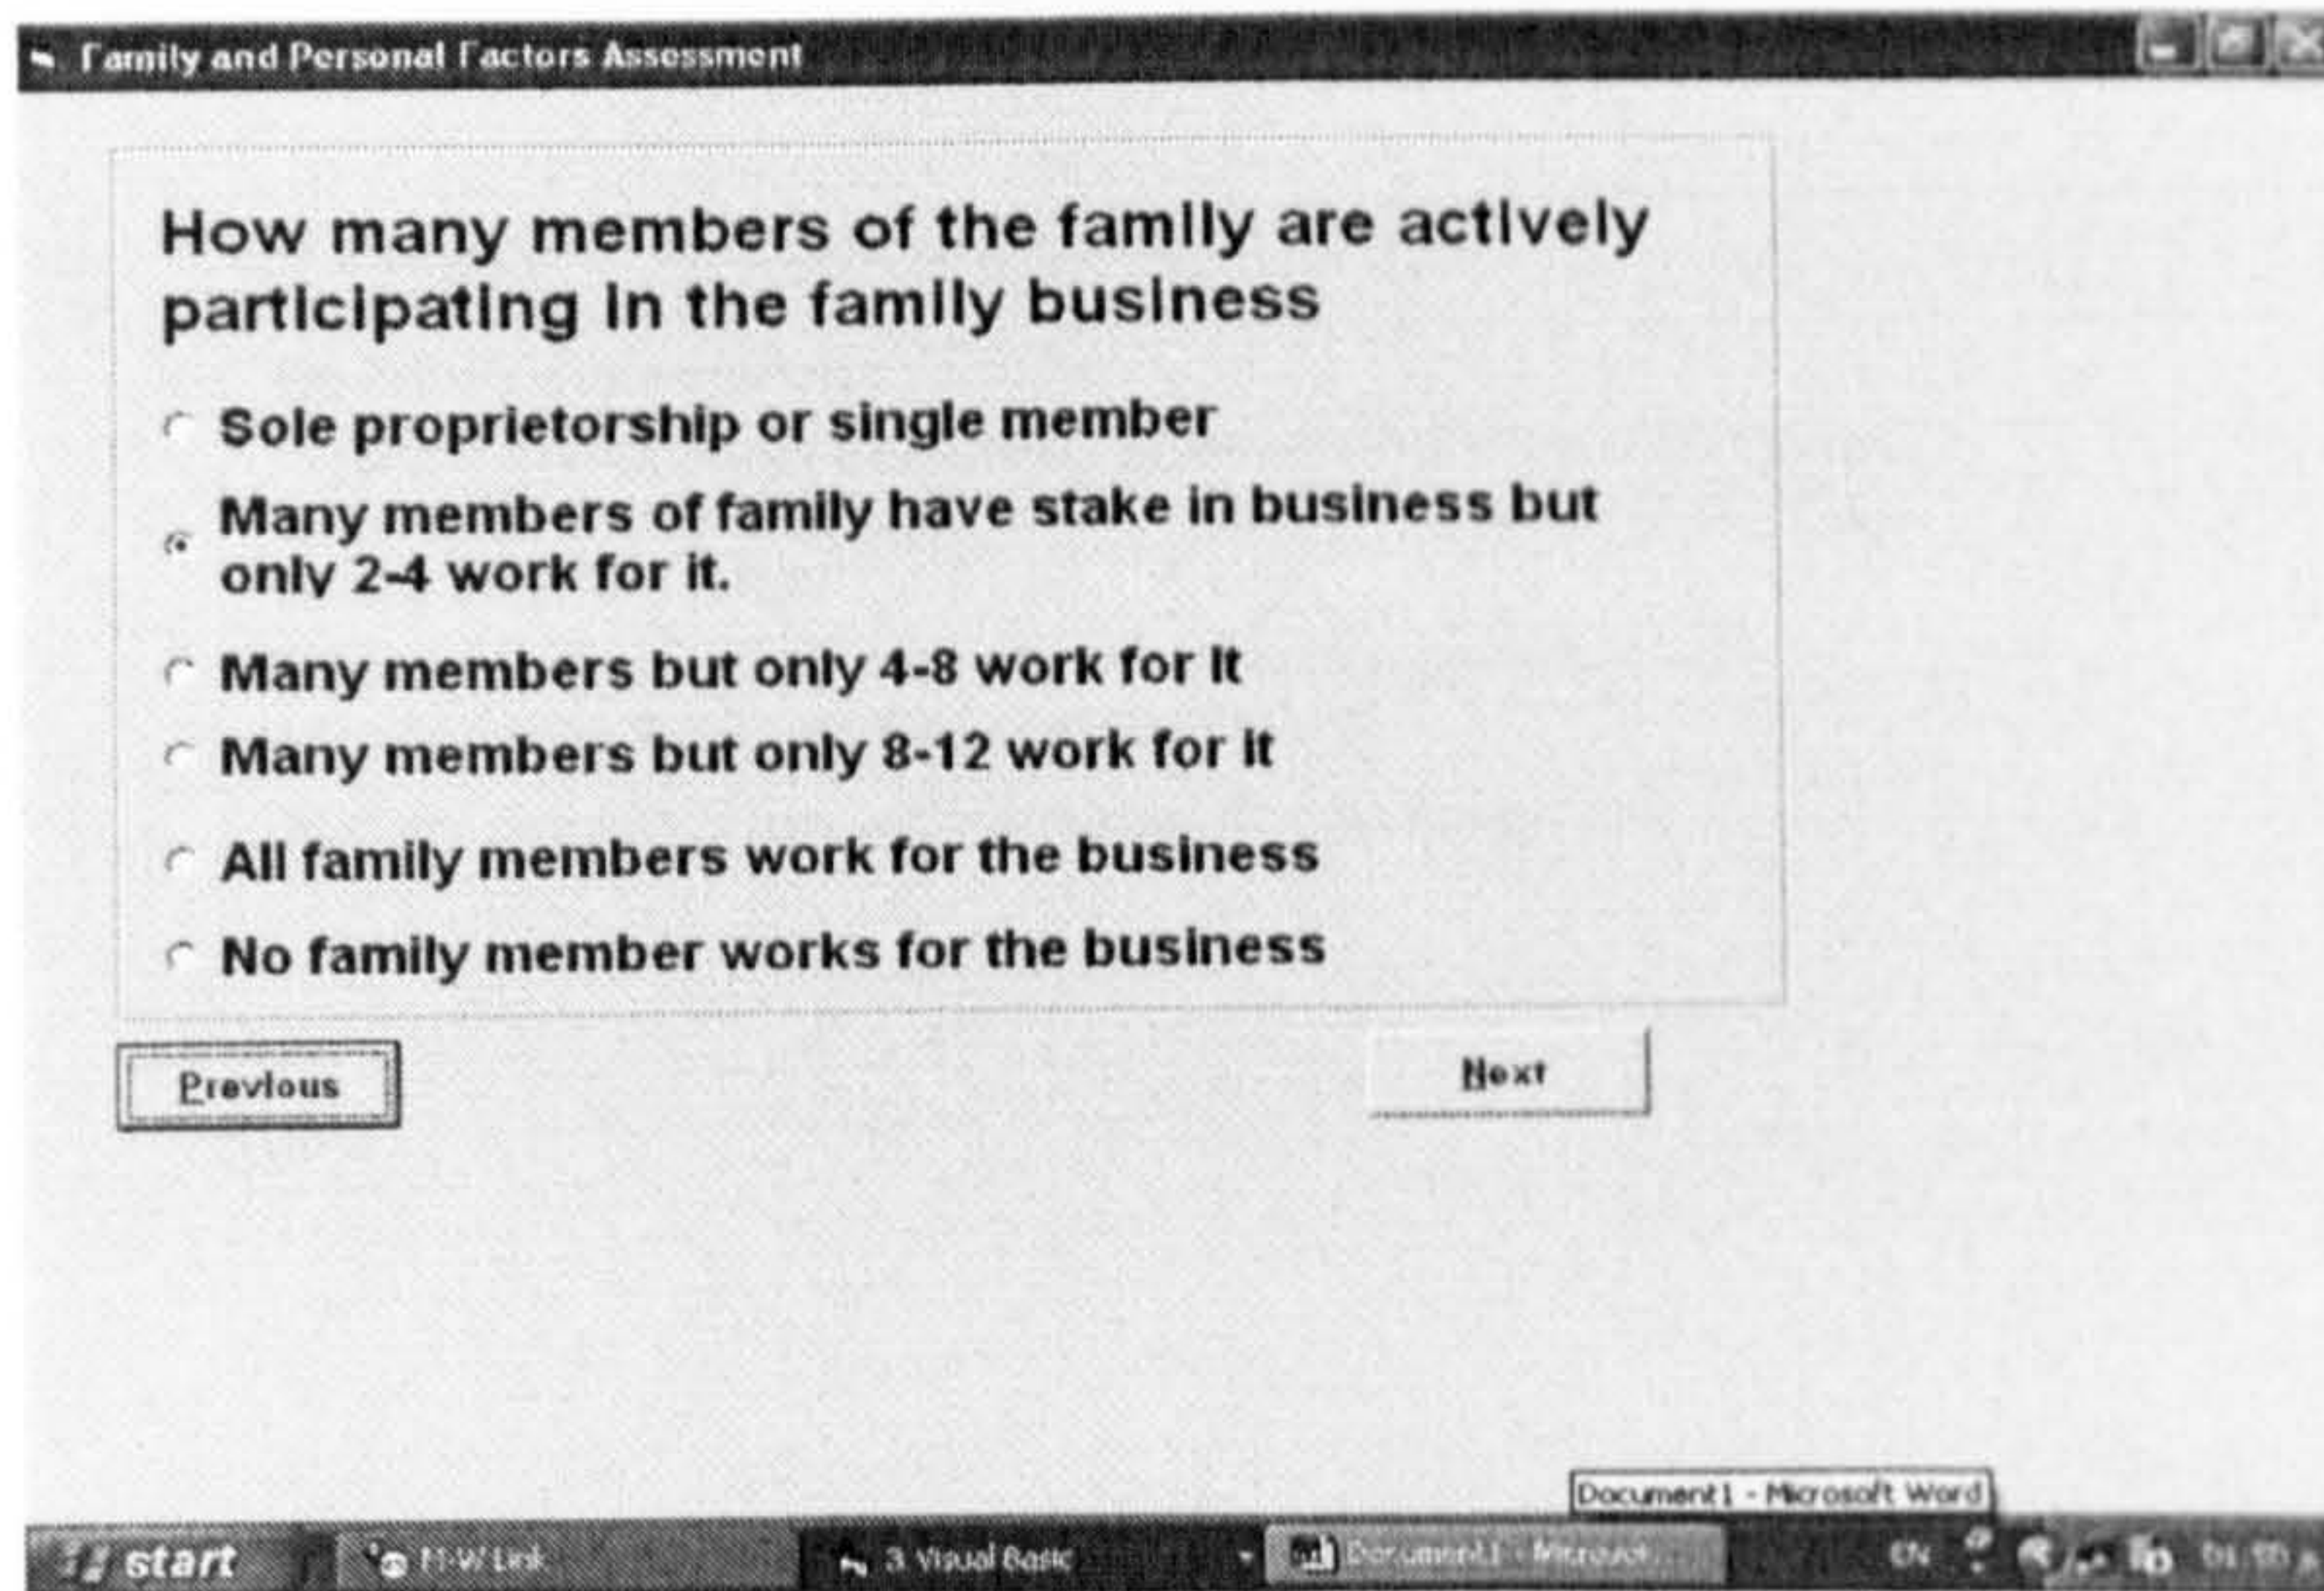 Family and Personal Factors Assessment
How many members of the family are actively
participating in the family business
Sole proprietorship or single member
Many members of family have stake in business but
only 2-4 work for it.
Many members but only 4-8 work for it
Many members but only 8-12 work for it
All family members work for the business
No family member works for the business
Previous
Next
Document1 - Microsoft Word
start
M-W Link
3 Visual Basic
Document1 - Microsof...
EN